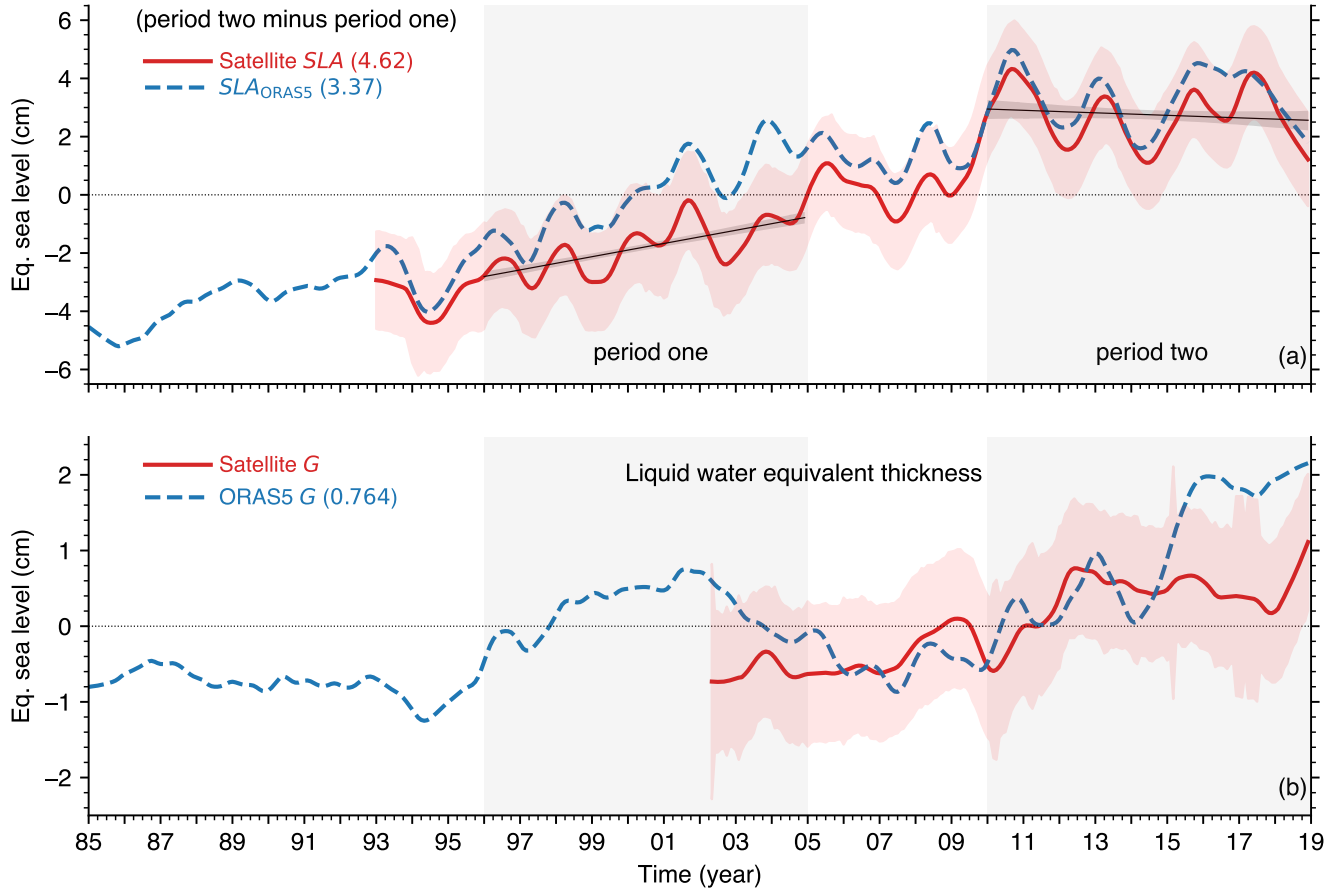 (period two minus period one)
Satellite SLA (4.62)
SLA_ORAS5 (3.37)
Eq. sea level (cm)
6
4
2
0
−2
−4
−6
period one
period two
(a)
Satellite G
ORAS5 G (0.764)
Liquid water equivalent thickness
Eq. sea level (cm)
2
1
0
−1
−2
(b)
85 87 89 91 93 95 97 99 01 03 05 07 09 11 13 15 17 19
Time (year)